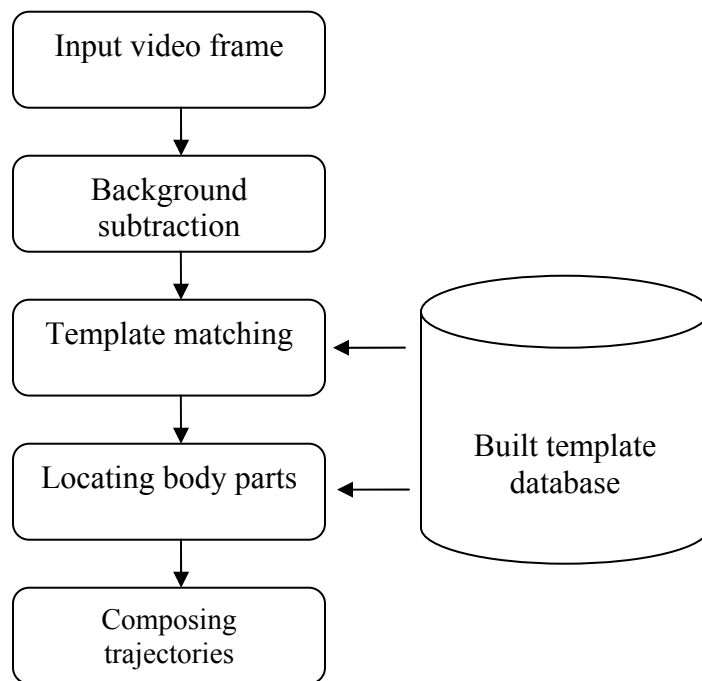 Input video frame
Background
subtraction
Template matching
Locating body parts
Built template
database
Composing
trajectories